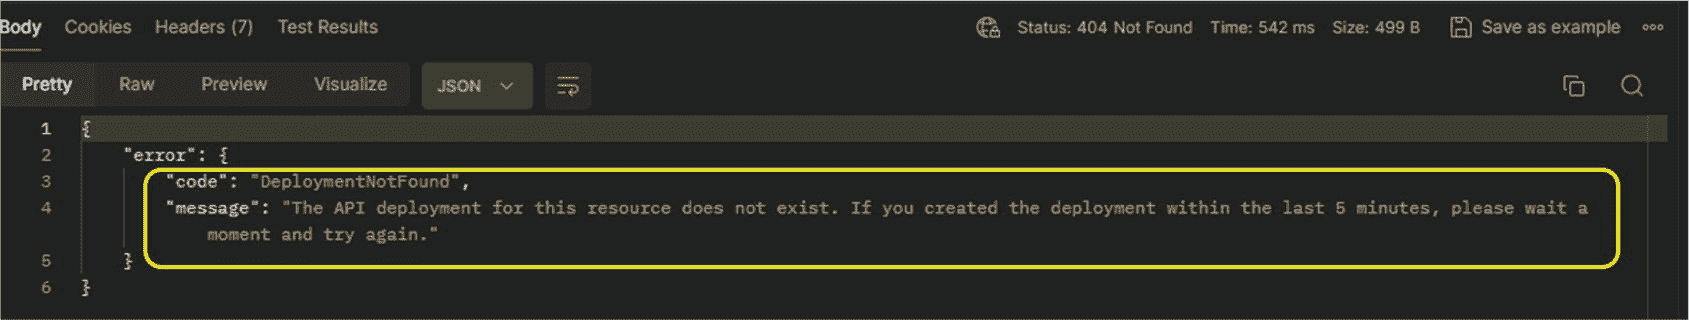 Body Cookies Headers (7) Test Results Status: 404 Not Found Time: 542 ms Size: 499 B Save as example
Pretty Raw Preview Visualize JSON
1 {
2 "error": {
3 "code": "DeploymentNotFound",
4 "message": "The API deployment for this resource does not exist. If you created the deployment within the last 5 minutes, please wait a
moment and try again."
5 }
6 }